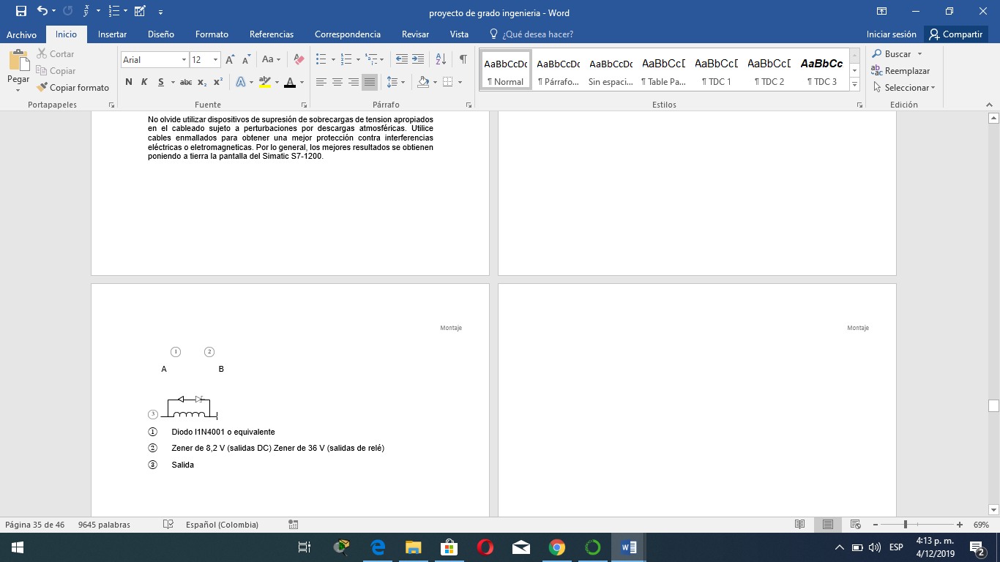 proyecto de grado ingenieria - Word
Archivo Inicio Insertar Diseño Formato Referencias Correspondencia Revisar Vista ¿Qué desea hacer? Iniciar sesión Compartir
Pegar
Cortar
Copiar
Copiar formato
Portapapeles
Arial 12
N K S abc x₂ x²
Fuente
Párrafo
AaBbCcDc AaBbCcDc AaBbCcDc AaBbCcD AaBbCcD AaBbCcD AaBbCc
¶ Normal ¶ Párrafo... Sin espaci... ¶ Table Pa... ¶ TDC 1 ¶ TDC 2 ¶ TDC 3
Estilos
Buscar
Reemplazar
Seleccionar
Edición
No olvide utilizar dispositivos de supresión de sobrecargas de tension apropiados
en el cableado sujeto a perturbaciones por descargas atmosféricas. Utilice
cables enmallados para obtener una mejor protección contra interferencias
eléctricas o eletromagneticas. Por lo general, los mejores resultados se obtienen
poniendo a tierra la pantalla del Simatic S7-1200.
Montaje
① ②
A B
③
① Diodo I1N4001 o equivalente
② Zener de 8,2 V (salidas DC) Zener de 36 V (salidas de relé)
③ Salida
Montaje
Página 35 de 46 9645 palabras Español (Colombia) 69%
ESP
4:13 p. m.
4/12/2019
2